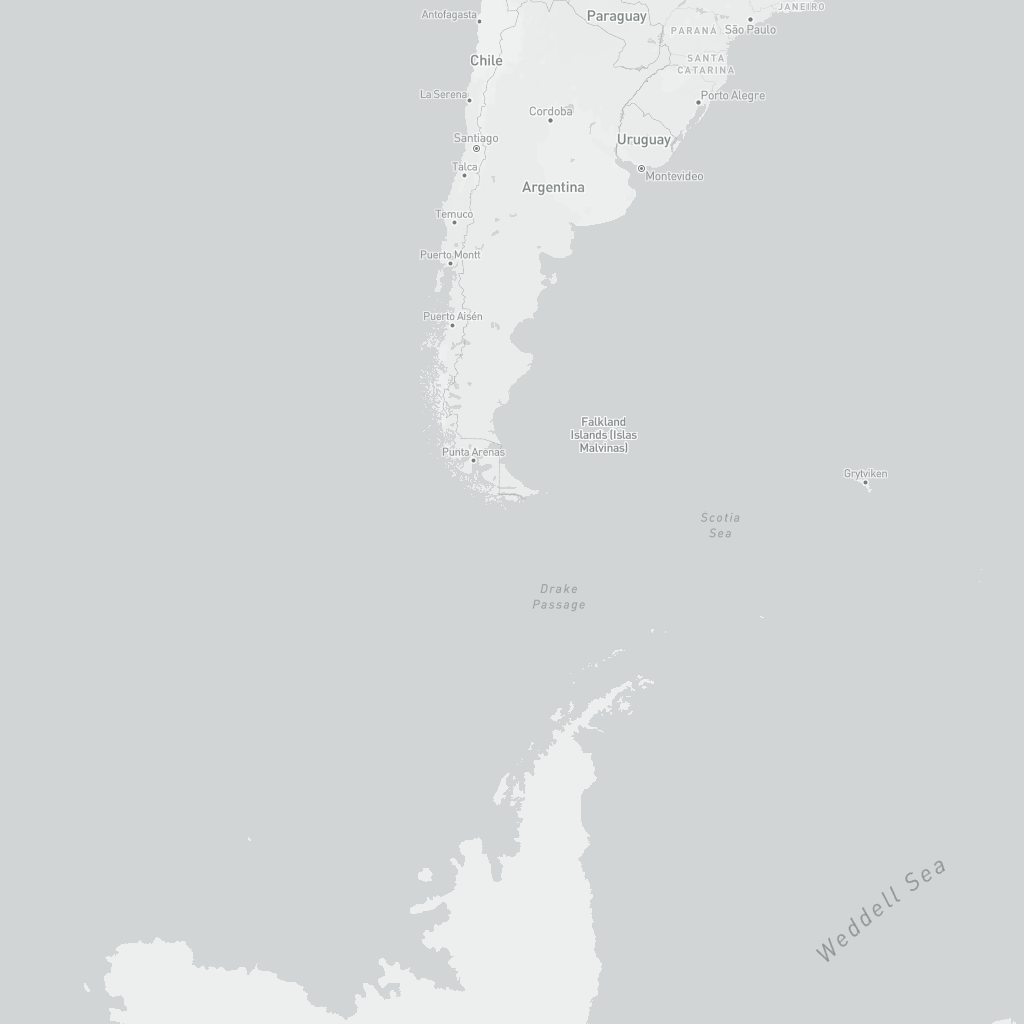 JANEIRO
Antofagasta
Paraguay
PARANÁ
São Paulo
Chile
SANTA
CATARINA
La Serena
Porto Alegre
Cordoba
Santiago
Uruguay
Talca
Montevideo
Argentina
Temuco
Puerto Montt
Puerto Aisén
Falkland
Islands (Islas
Malvinas)
Punta Arenas
Grytviken
Scotia
Sea
Drake
Passage
Weddell Sea